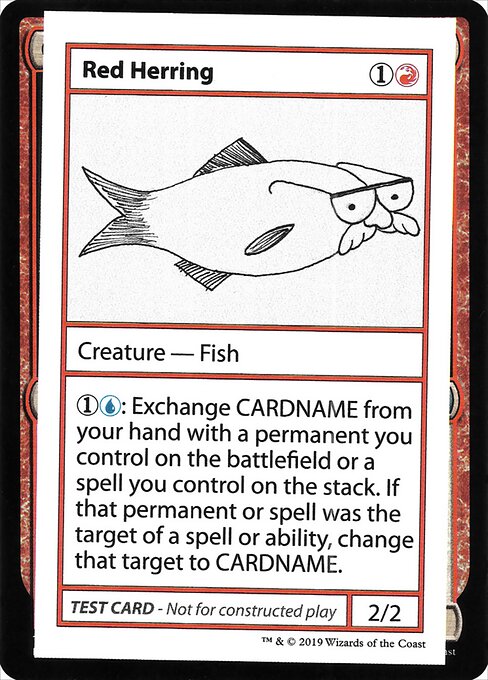 Red Herring ①
Creature — Fish
①: Exchange CARDNAME from
your hand with a permanent you
control on the battlefield or a
spell you control on the stack. If
that permanent or spell was the
target of a spell or ability, change
that target to CARDNAME.
TEST CARD - Not for constructed play 2/2
™ & © 2019 Wizards of the Coast